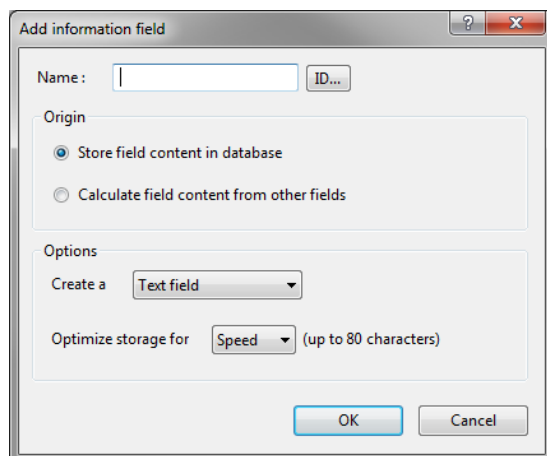 Add information field
Name :
ID...
Origin
Store field content in database
Calculate field content from other fields
Options
Create a Text field
Optimize storage for Speed (up to 80 characters)
OK Cancel